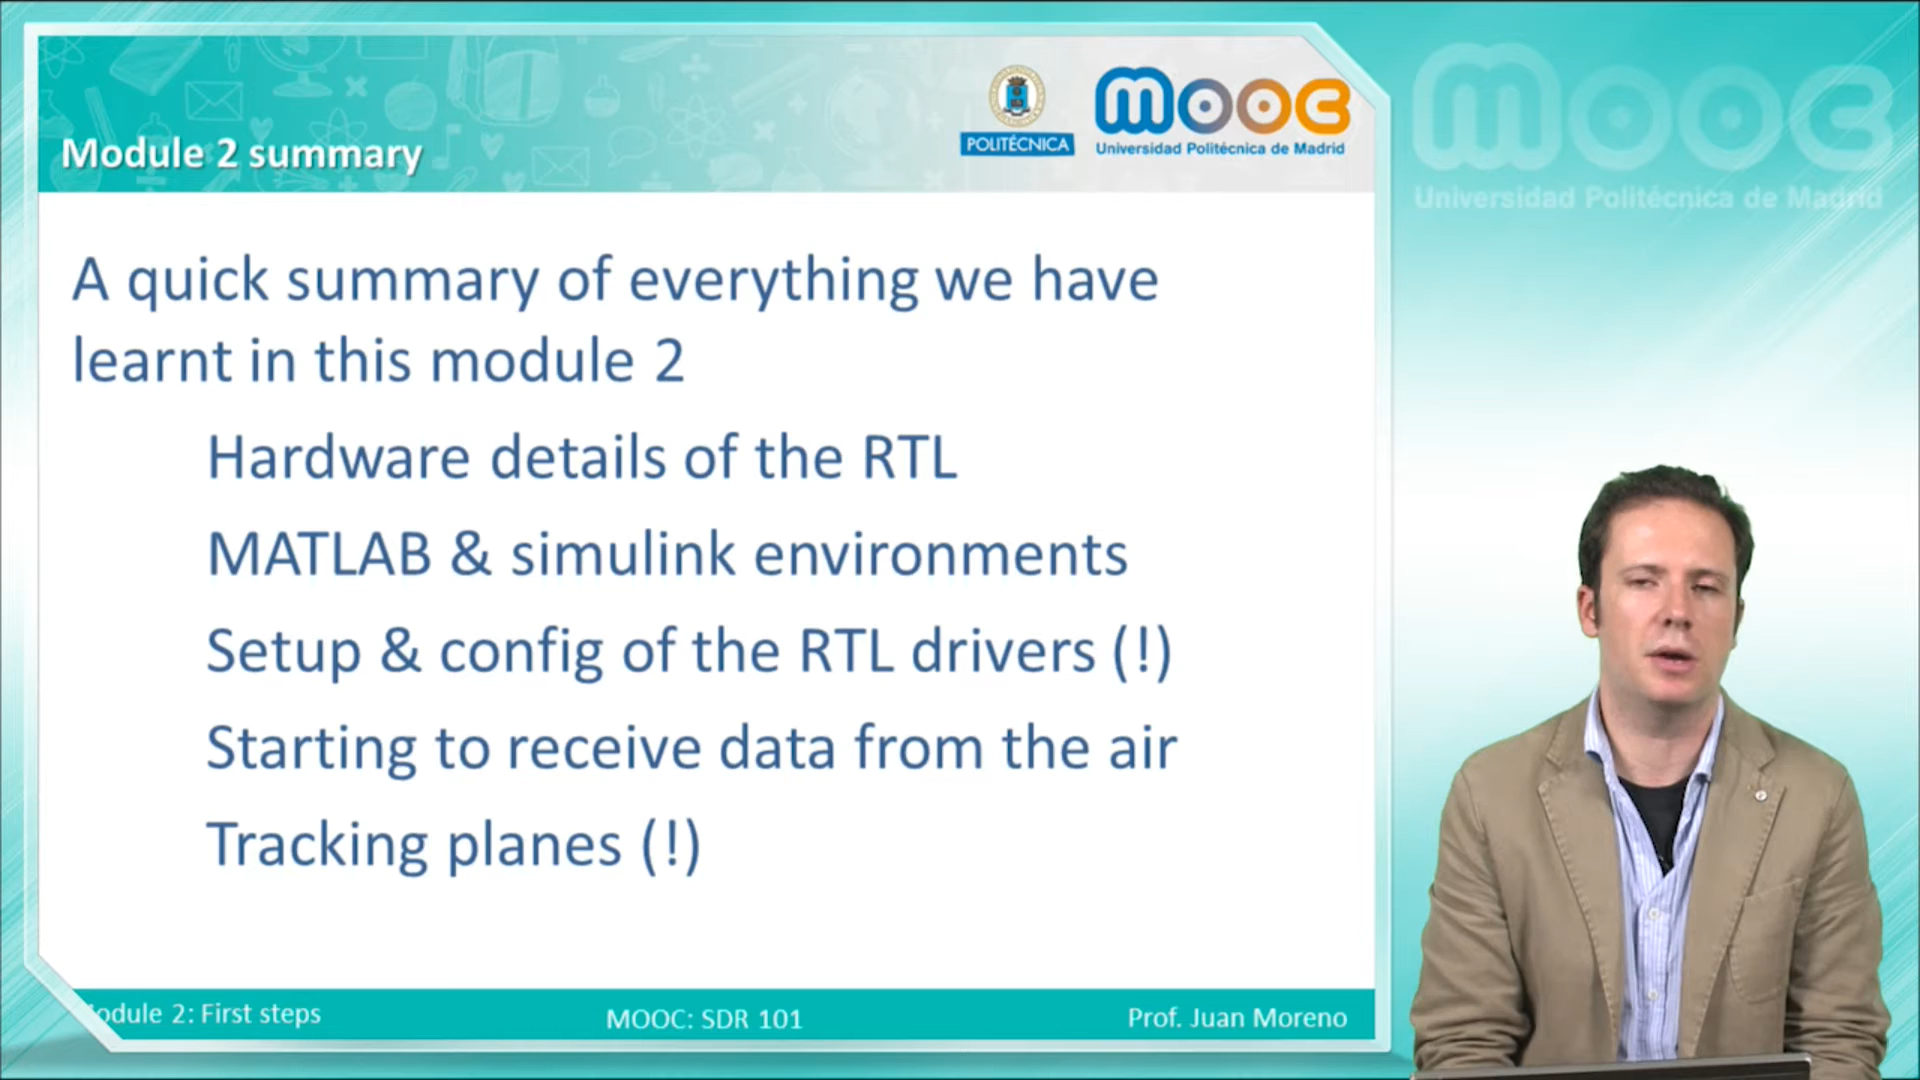 Module 2 summary
POLITÉCNICA
mooc
Universidad Politécnica de Madrid
mooc
Universidad Politécnica de Madrid
A quick summary of everything we have
learnt in this module 2
Hardware details of the RTL
MATLAB & simulink environments
Setup & config of the RTL drivers (!)
Starting to receive data from the air
Tracking planes (!)
odule 2: First steps
MOOC: SDR 101
Prof. Juan Moreno